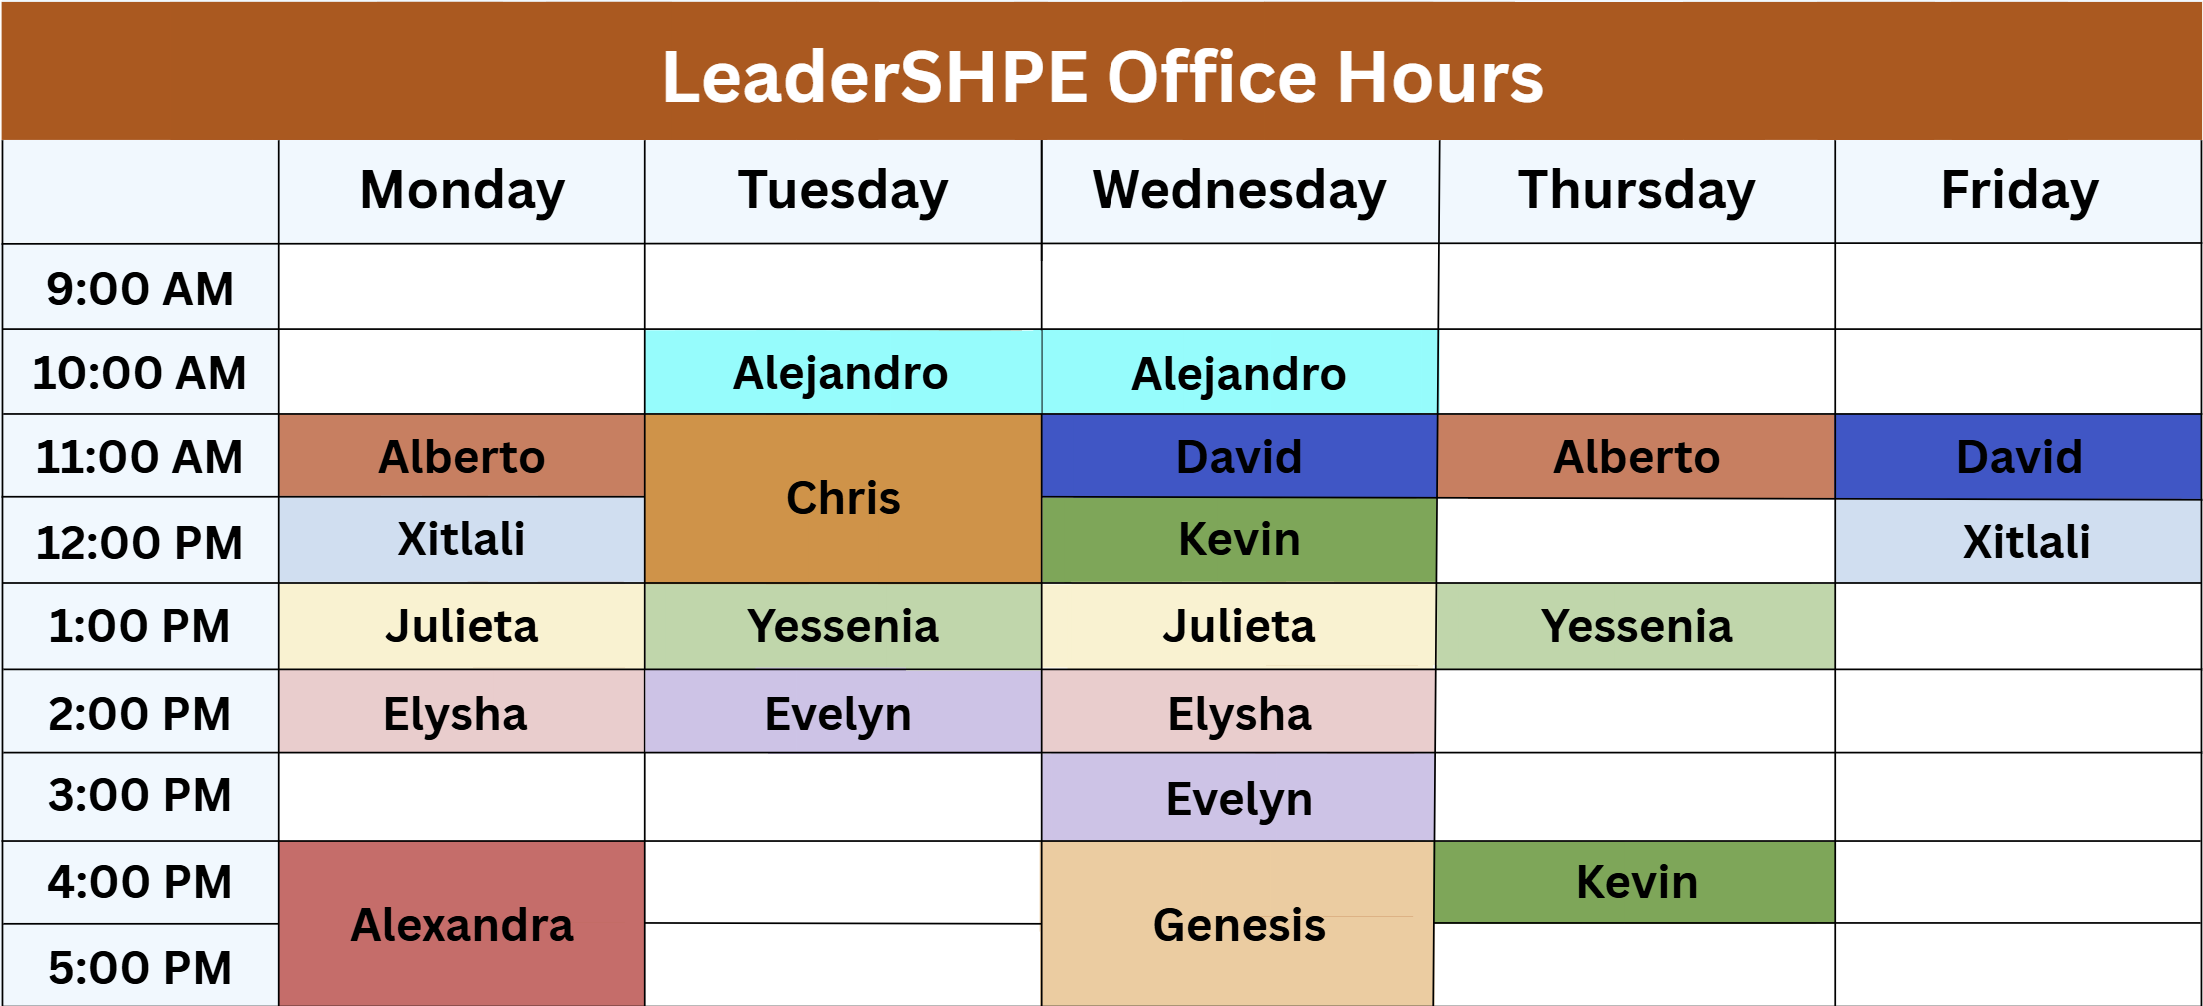 LeaderSHPE Office Hours
Monday Tuesday Wednesday Thursday Friday
9:00 AM
10:00 AM Alejandro Alejandro
11:00 AM Alberto Chris David Alberto David
12:00 PM Xitlali Kevin Xitlali
1:00 PM Julieta Yessenia Julieta Yessenia
2:00 PM Elysha Evelyn Elysha
3:00 PM Evelyn
4:00 PM Alexandra Genesis Kevin
5:00 PM